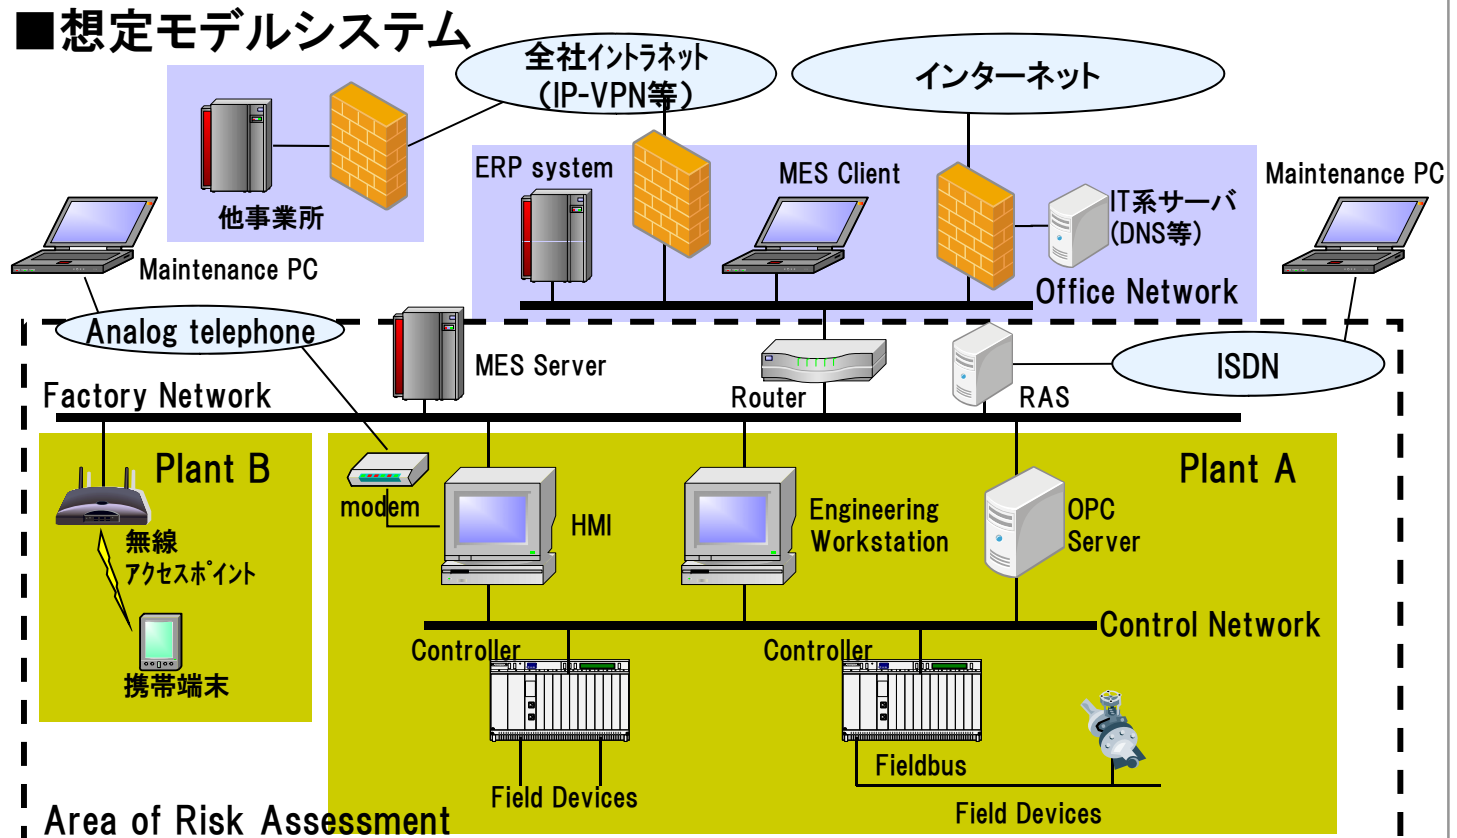 ■想定モデルシステム
全社イントラネット
（IP-VPN等）
インターネット
他事業所
ERP system
MES Client
IT系サーバ
(DNS等)
Maintenance PC
Maintenance PC
Office Network
Analog telephone
MES Server
Router
RAS
ISDN
Factory Network
Plant B
無線
アクセスポイント
携帯端末
Plant A
modem
HMI
Engineering
Workstation
OPC
Server
Control Network
Controller
Controller
Field Devices
Fieldbus
Field Devices
Area of Risk Assessment